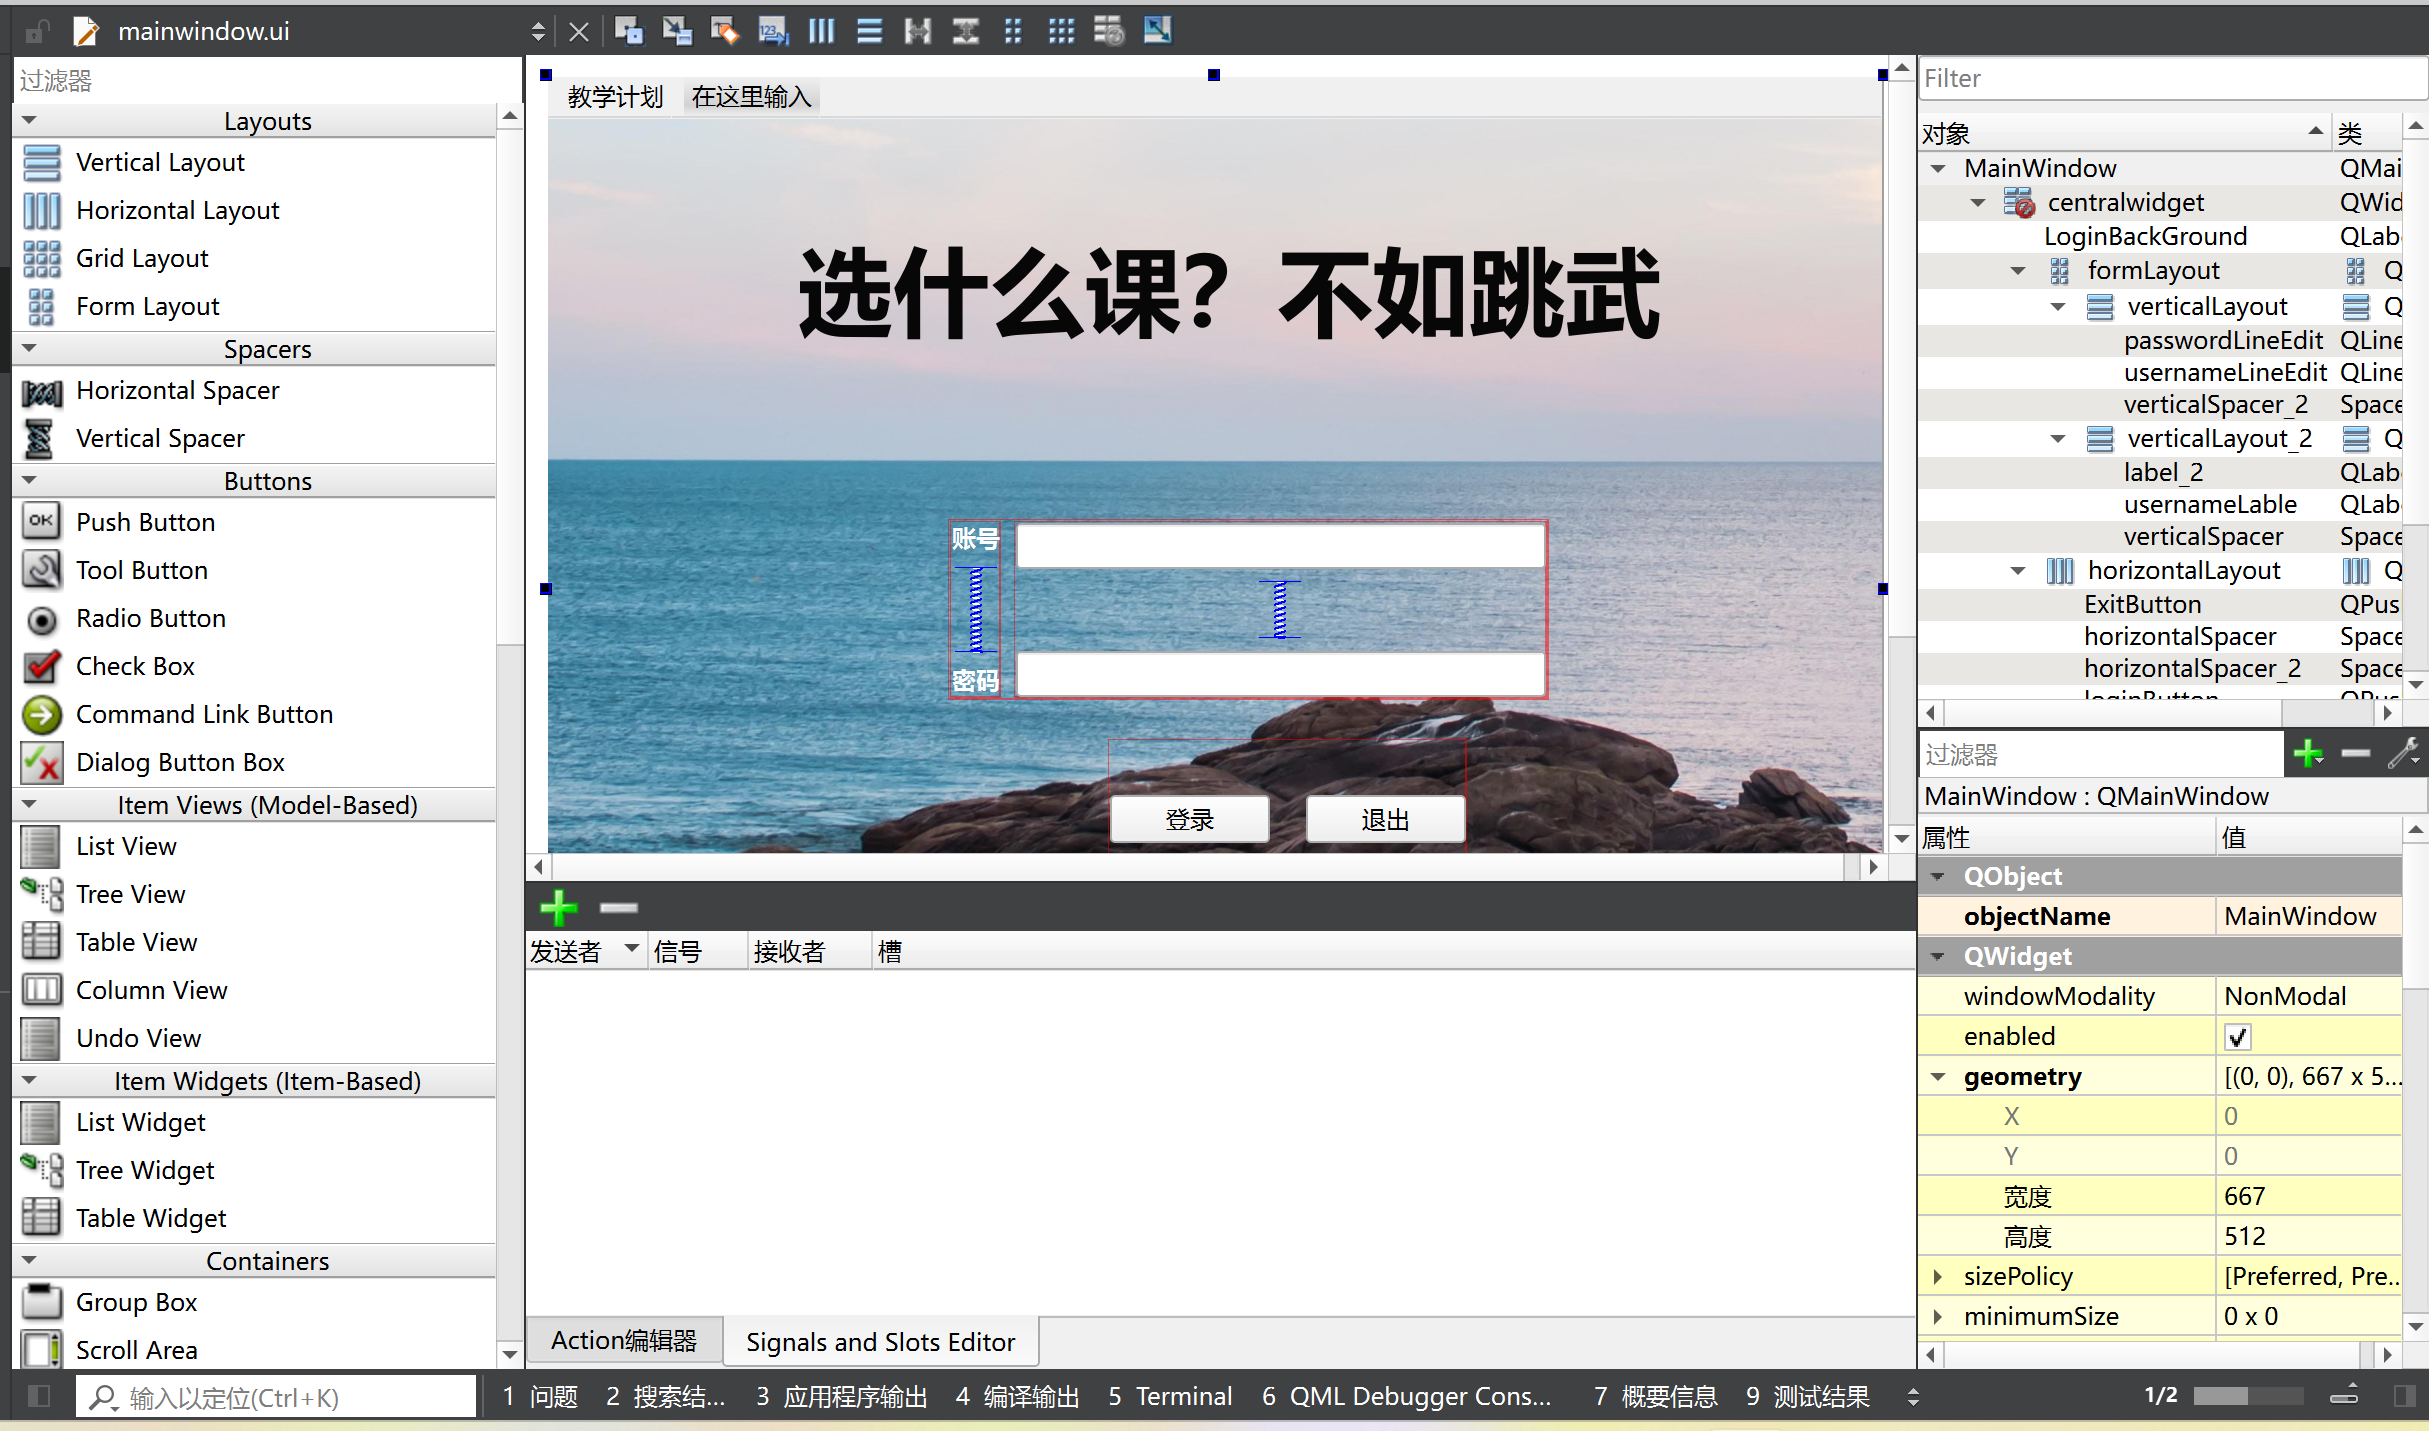 mainwindow.ui
过滤器
Layouts
Vertical Layout
Horizontal Layout
Grid Layout
Form Layout
Spacers
Horizontal Spacer
Vertical Spacer
Buttons
OK
Push Button
Tool Button
Radio Button
Check Box
Command Link Button
Dialog Button Box
Item Views (Model-Based)
List View
Tree View
Table View
Column View
Undo View
Item Widgets (Item-Based)
List Widget
Tree Widget
Table Widget
Containers
Group Box
Scroll Area
教学计划 在这里输入
选什么课？不如跳武
账号
密码
登录 退出
发送者 信号 接收者 槽
Action编辑器 Signals and Slots Editor
Filter
对象 类
MainWindow QMai
centralwidget QWid
LoginBackGround QLab
formLayout Q
verticalLayout Q
passwordLineEdit QLine
usernameLineEdit QLine
verticalSpacer_2 Space
verticalLayout_2 Q
label_2 QLab
usernameLable QLab
verticalSpacer Space
horizontalLayout Q
ExitButton QPus
horizontalSpacer Space
horizontalSpacer_2 Space
loginButton QPus
过滤器
MainWindow : QMainWindow
属性 值
QObject
objectName MainWindow
QWidget
windowModality NonModal
enabled
geometry [(0, 0), 667 x 5...
X 0
Y 0
宽度 667
高度 512
sizePolicy [Preferred, Pre...
minimumSize 0 x 0
输入以定位(Ctrl+K) 1 问题 2 搜索结... 3 应用程序输出 4 编译输出 5 Terminal 6 QML Debugger Cons... 7 概要信息 9 测试结果 1/2